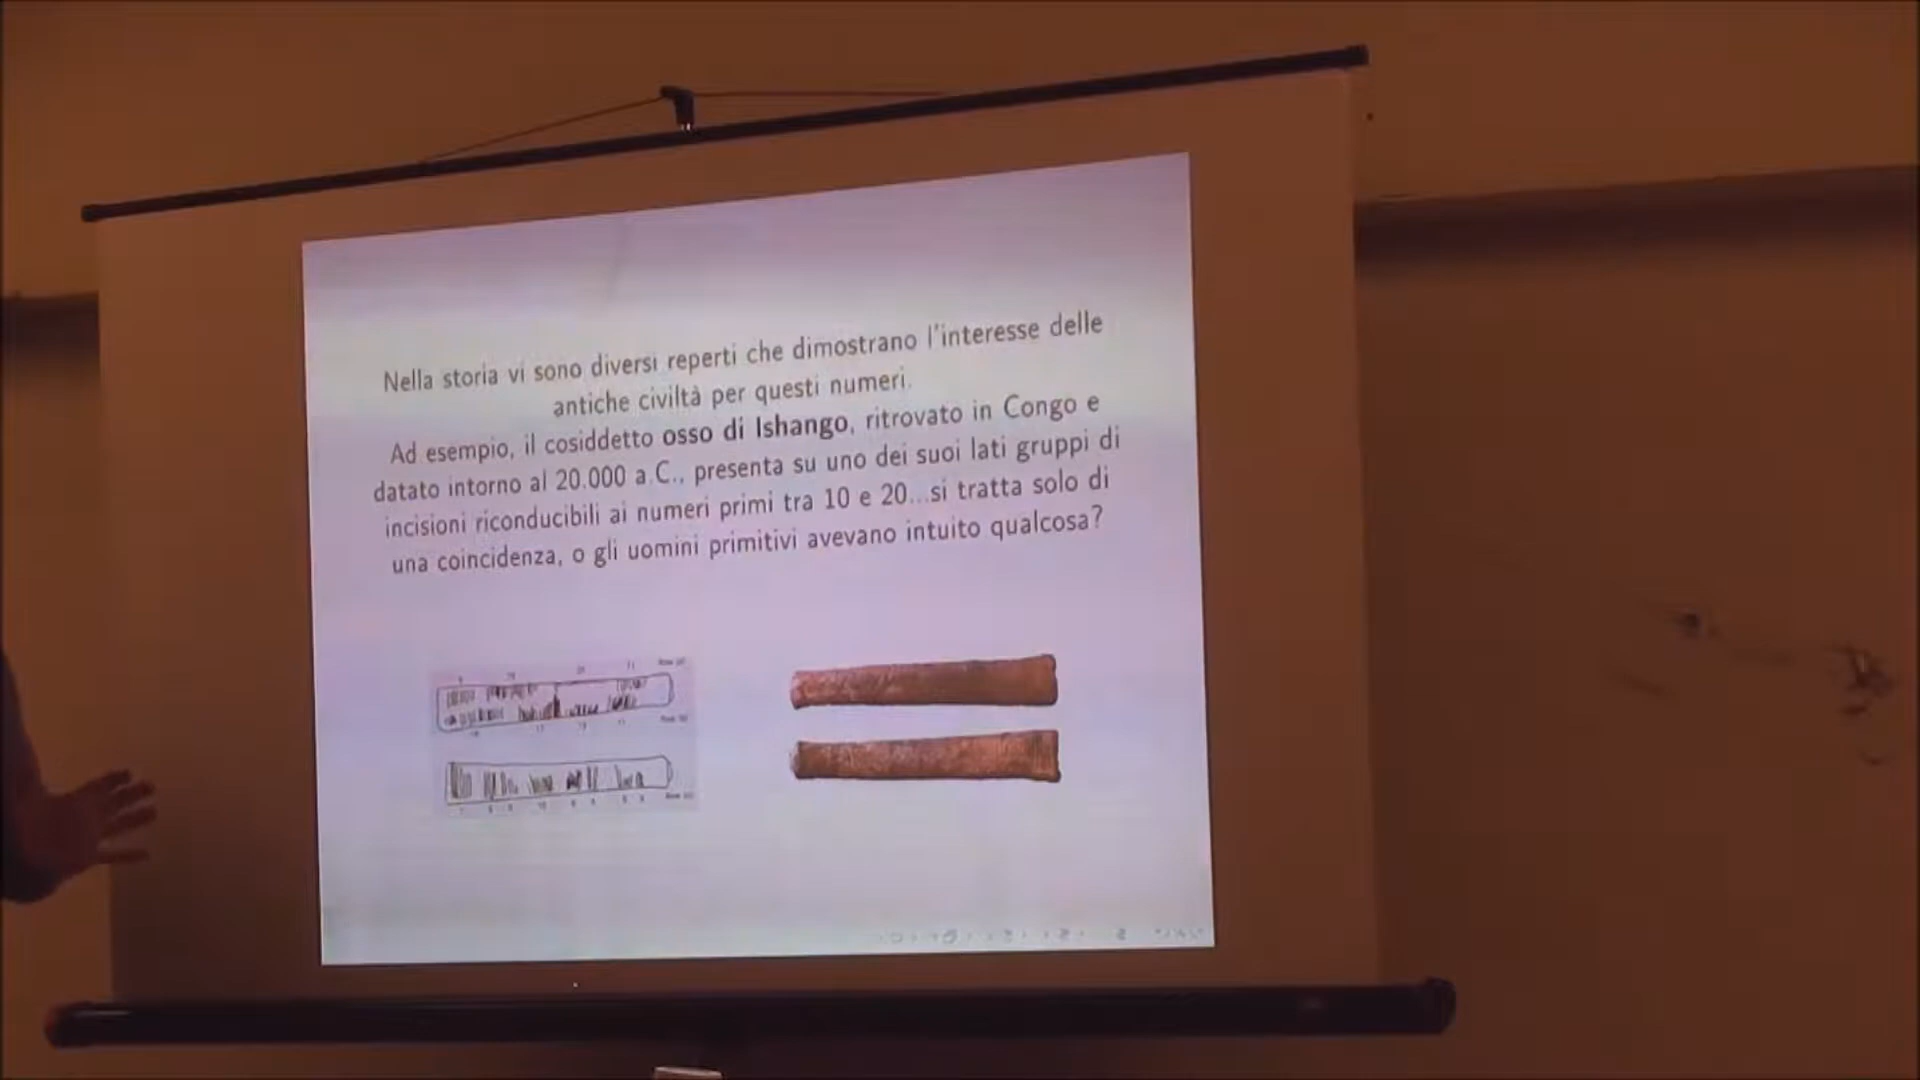 Nella storia vi sono diversi reperti che dimostrano l'interesse delle
antiche civiltà per questi numeri.
Ad esempio, il cosiddetto osso di Ishango, ritrovato in Congo e
datato intorno al 20.000 a.C., presenta su uno dei suoi lati gruppi di
incisioni riconducibili ai numeri primi tra 10 e 20...si tratta solo di
una coincidenza, o gli uomini primitivi avevano intuito qualcosa?